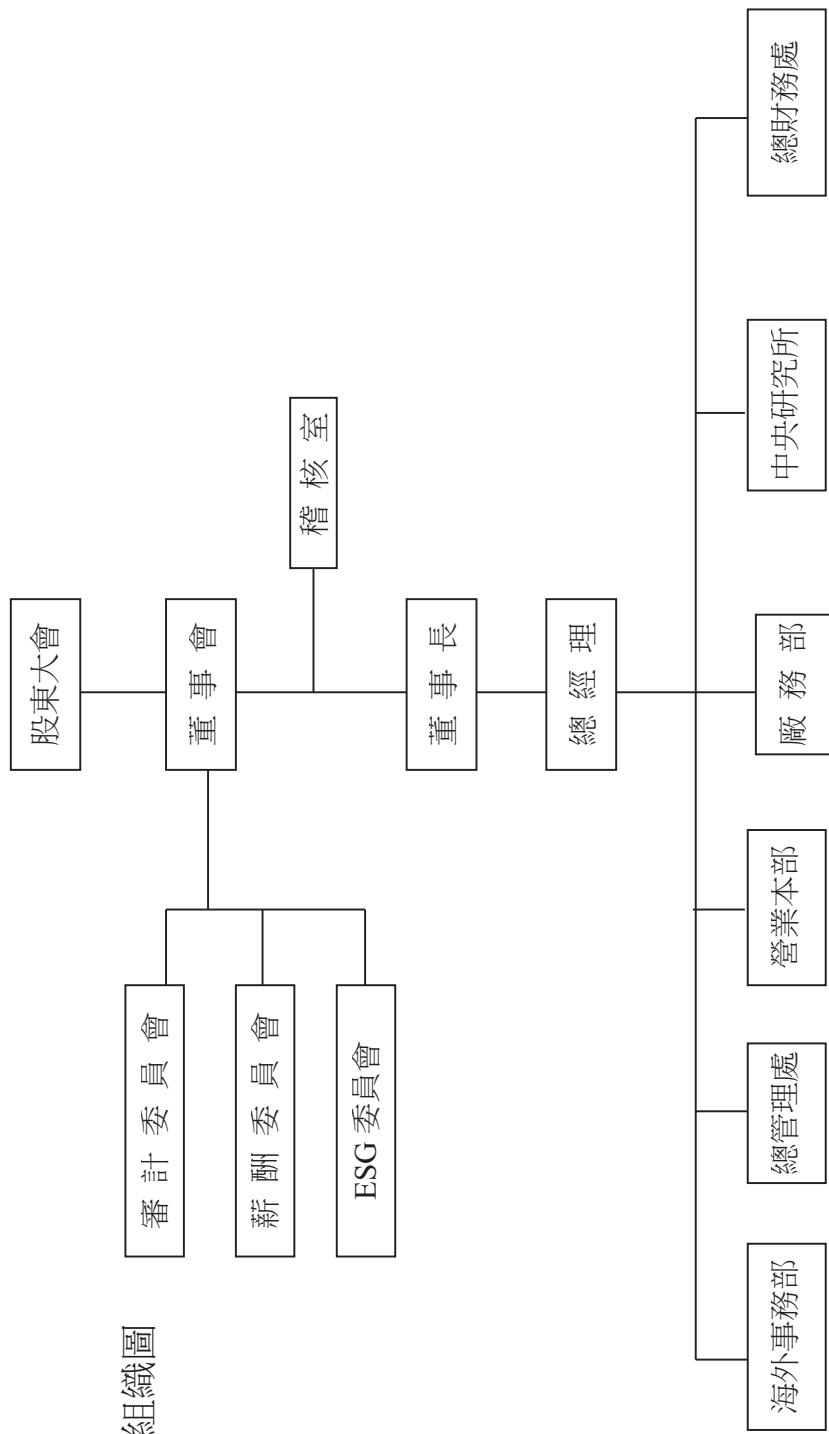 組織圖
股東大會
董事會
審計委員會
薪酬委員會
ESG 委員會
稽核室
董事長
總經理
海外事務部
總管理處
營業本部
廠務部
中央研究所
總財務處